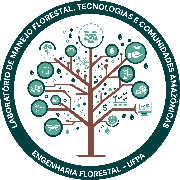 LABORATÓRIO DE MANEJO FLORESTAL, TECNOLOGIAS E COMUNIDADES AMAZÔNICAS
ENGENHARIA FLORESTAL - UFPA